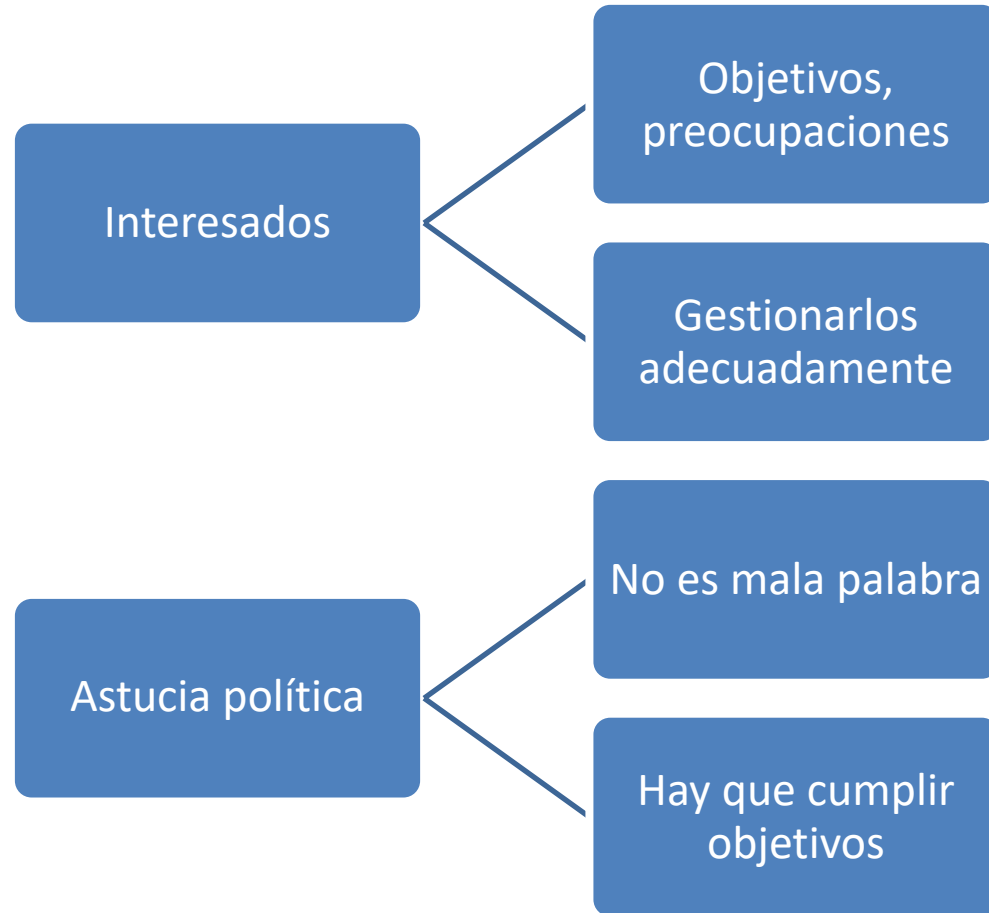 Objetivos,
preocupaciones
Interesados
Gestionarlos
adecuadamente
No es mala palabra
Astucia política
Hay que cumplir
objetivos